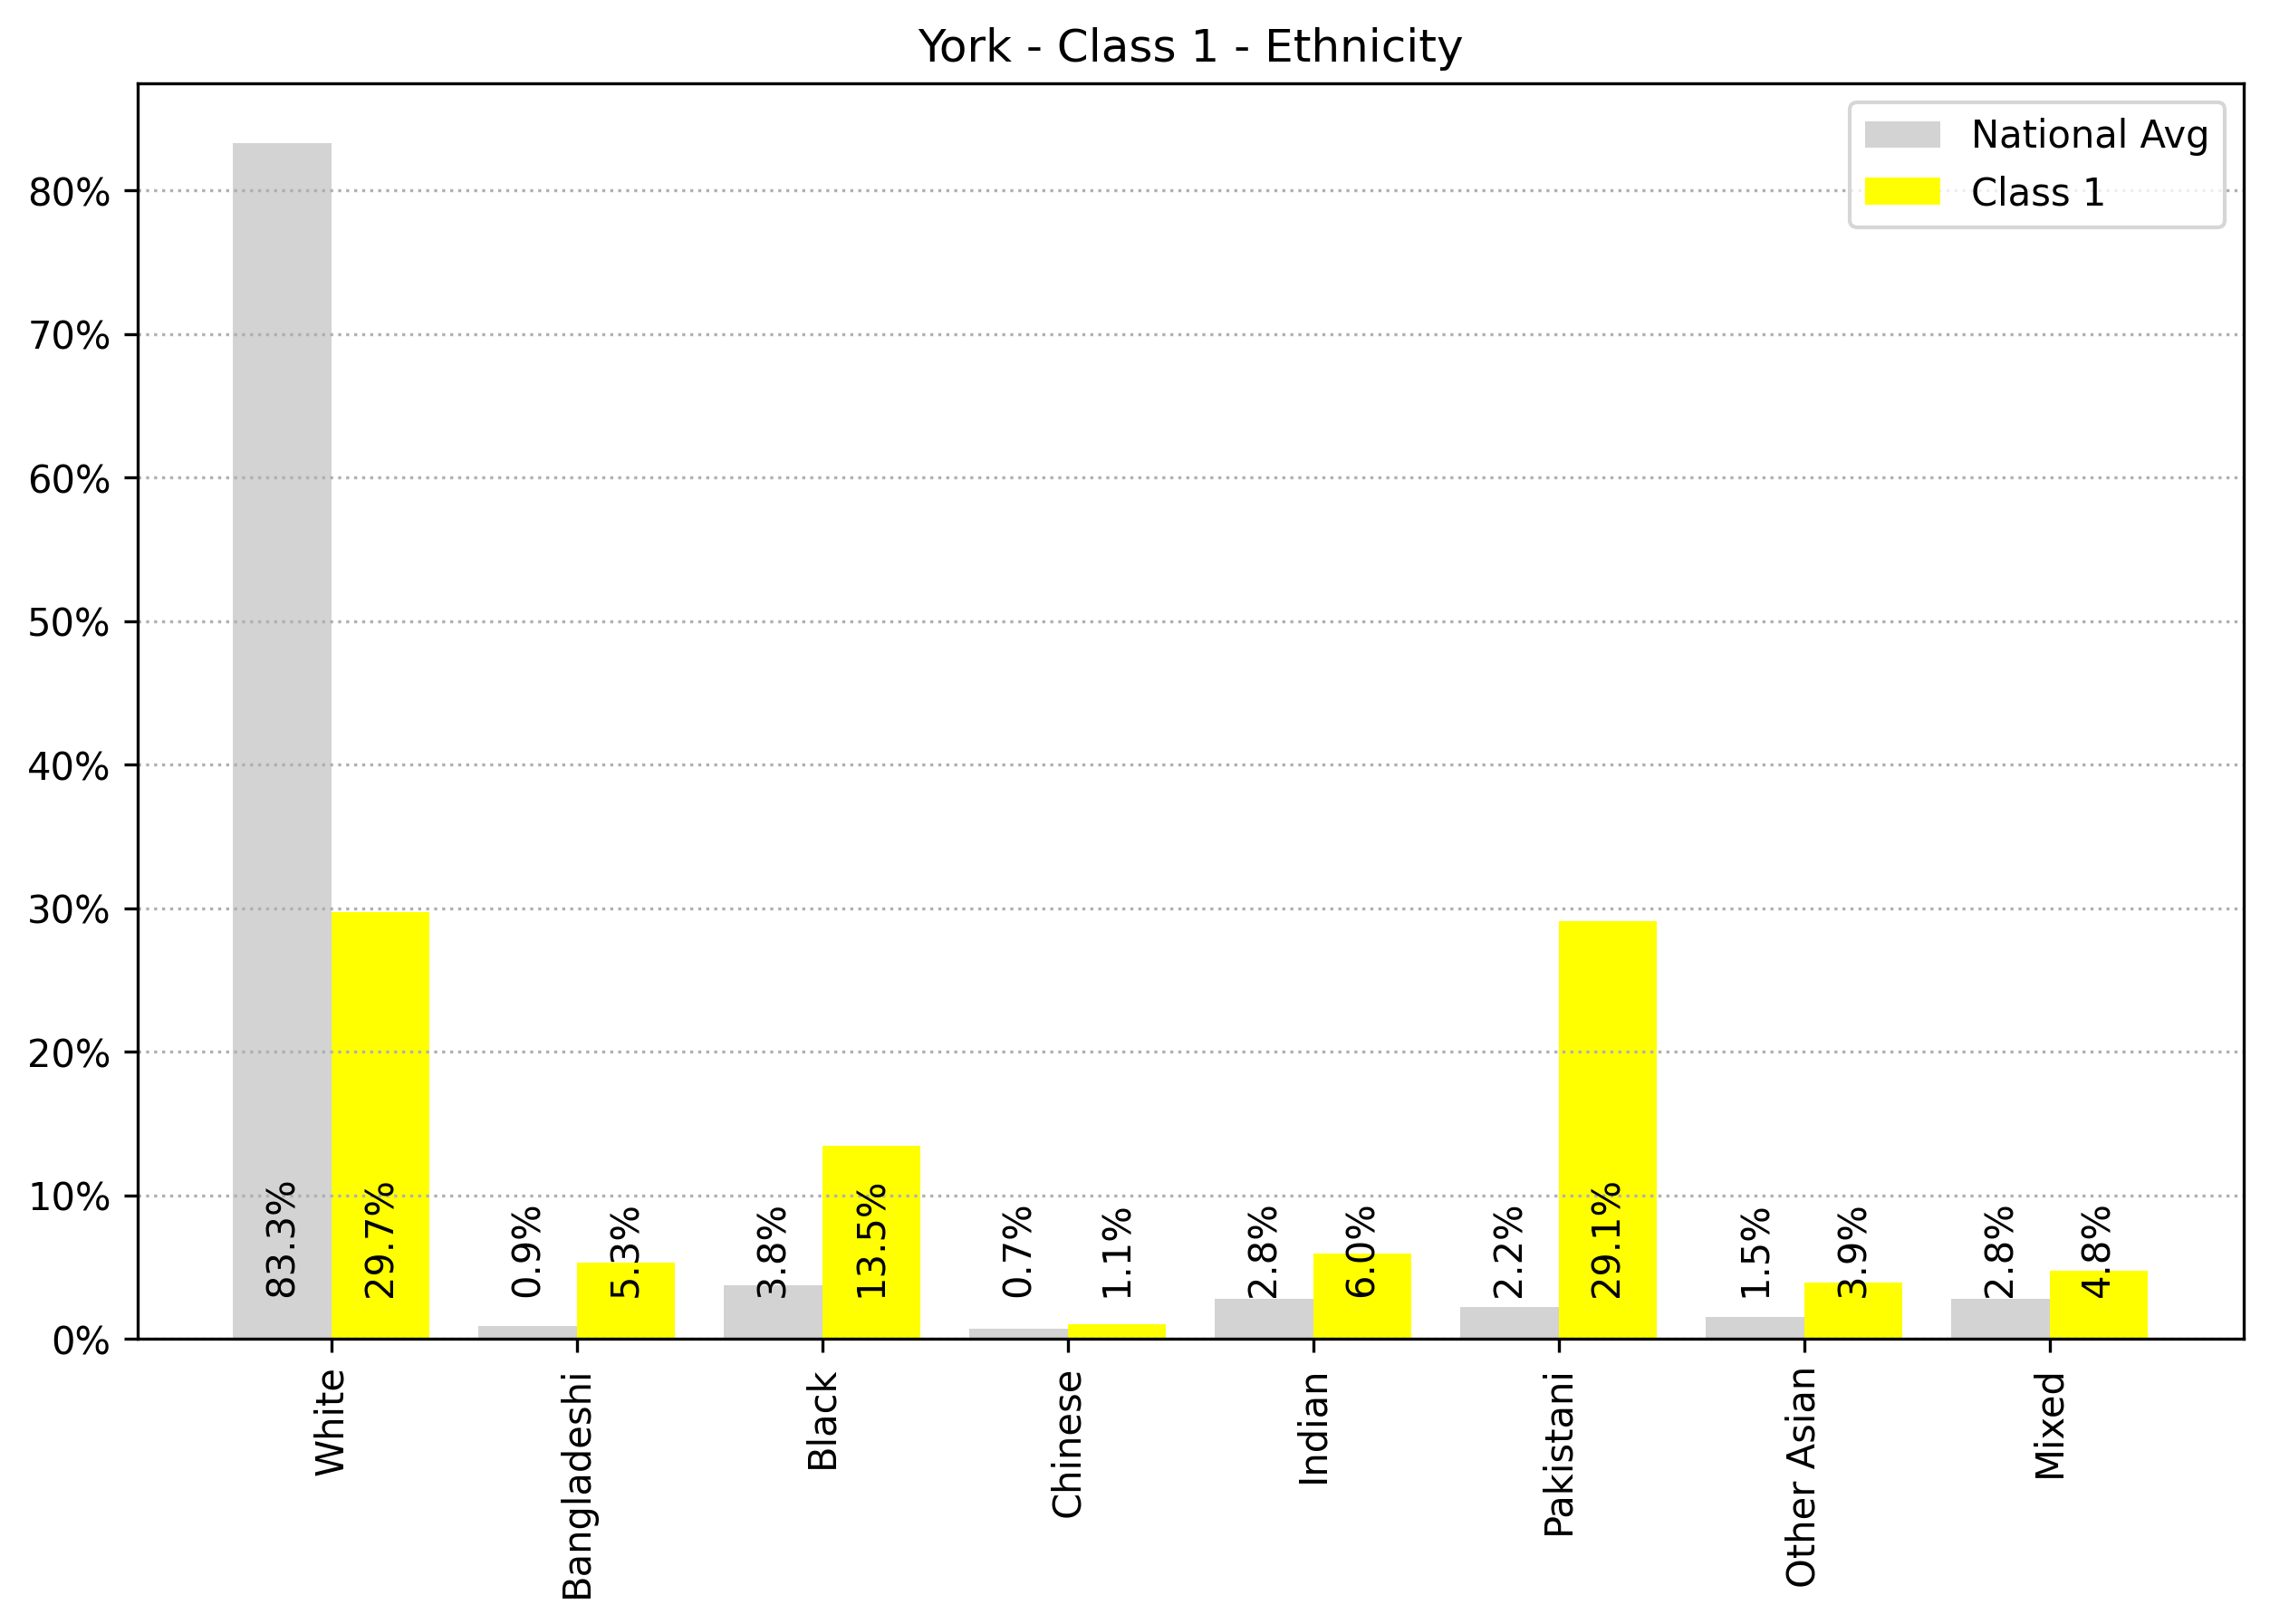 York - Class 1 - Ethnicity
National Avg
Class 1
80%
70%
60%
50%
40%
30%
20%
10%
0%
83.3%
29.7%
0.9%
5.3%
3.8%
13.5%
0.7%
1.1%
2.8%
6.0%
2.2%
29.1%
1.5%
3.9%
2.8%
4.8%
White
Bangladeshi
Black
Chinese
Indian
Pakistani
Other Asian
Mixed